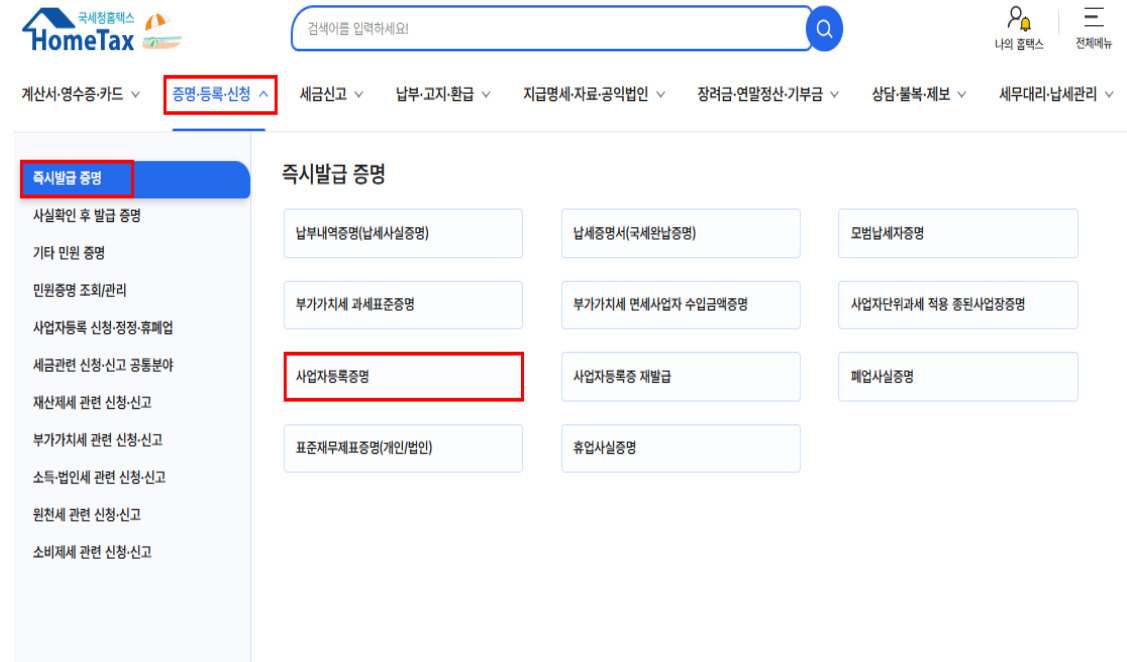 국세청홈택스
HomeTax
검색어를 입력하세요!
나의 홈택스
전체메뉴
계산서·영수증·카드
증명·등록·신청
세금신고
납부·고지·환급
지급명세·자료·공익법인
장려금·연말정산·기부금
상담·불복·제보
세무대리·납세관리
즉시발급 증명
사실확인 후 발급 증명
기타 민원 증명
민원증명 조회/관리
사업자등록 신청·정정·휴폐업
세금관련 신청·신고 공통분야
재산제세 관련 신청·신고
부가가치세 관련 신청·신고
소득·법인세 관련 신청·신고
원천세 관련 신청·신고
소비제세 관련 신청·신고
즉시발급 증명
납부내역증명(납세사실증명)
납세증명서(국세완납증명)
모범납세자증명
부가가치세 과세표준증명
부가가치세 면세사업자 수입금액증명
사업자단위과세 적용 종된사업장증명
사업자등록증명
사업자등록증 재발급
폐업사실증명
표준재무제표증명(개인/법인)
휴업사실증명